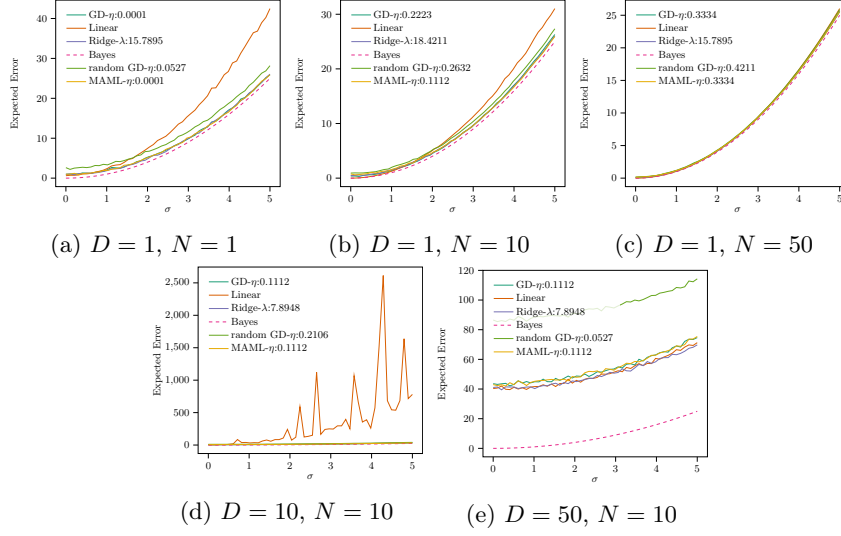 40
30
20
10
0
Expected Error
GD-η:0.0001
Linear
Ridge-λ:15.7895
Bayes
random GD-η:0.0527
MAML-η:0.0001
0 1 2 3 4 5
σ
(a) D = 1, N = 1
30
20
10
0
Expected Error
GD-η:0.2223
Linear
Ridge-λ:18.4211
Bayes
random GD-η:0.2632
MAML-η:0.1112
0 1 2 3 4 5
σ
(b) D = 1, N = 10
25
20
15
10
5
0
Expected Error
GD-η:0.3334
Linear
Ridge-λ:15.7895
Bayes
random GD-η:0.4211
MAML-η:0.3334
0 1 2 3 4 5
σ
(c) D = 1, N = 50
2,500
2,000
1,500
1,000
500
0
Expected Error
GD-η:0.1112
Linear
Ridge-λ:7.8948
Bayes
random GD-η:0.2106
MAML-η:0.1112
0 1 2 3 4 5
σ
(d) D = 10, N = 10
120
100
80
60
40
20
0
Expected Error
GD-η:0.1112
Linear
Ridge-λ:7.8948
Bayes
random GD-η:0.0527
MAML-η:0.1112
0 1 2 3 4 5
σ
(e) D = 50, N = 10